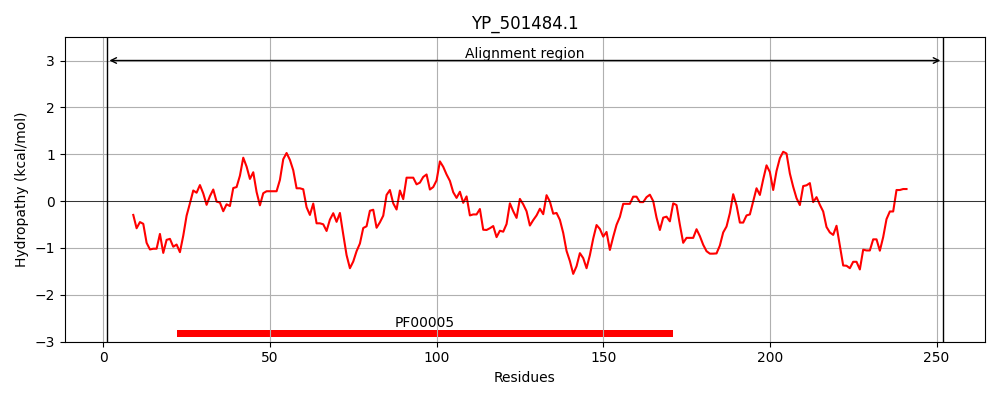 YP_501484.1
Alignment region
3
2
1
0
−1
−2
−3
Hydropathy (kcal/mol)
PF00005
0 50 100 150 200 250
Residues